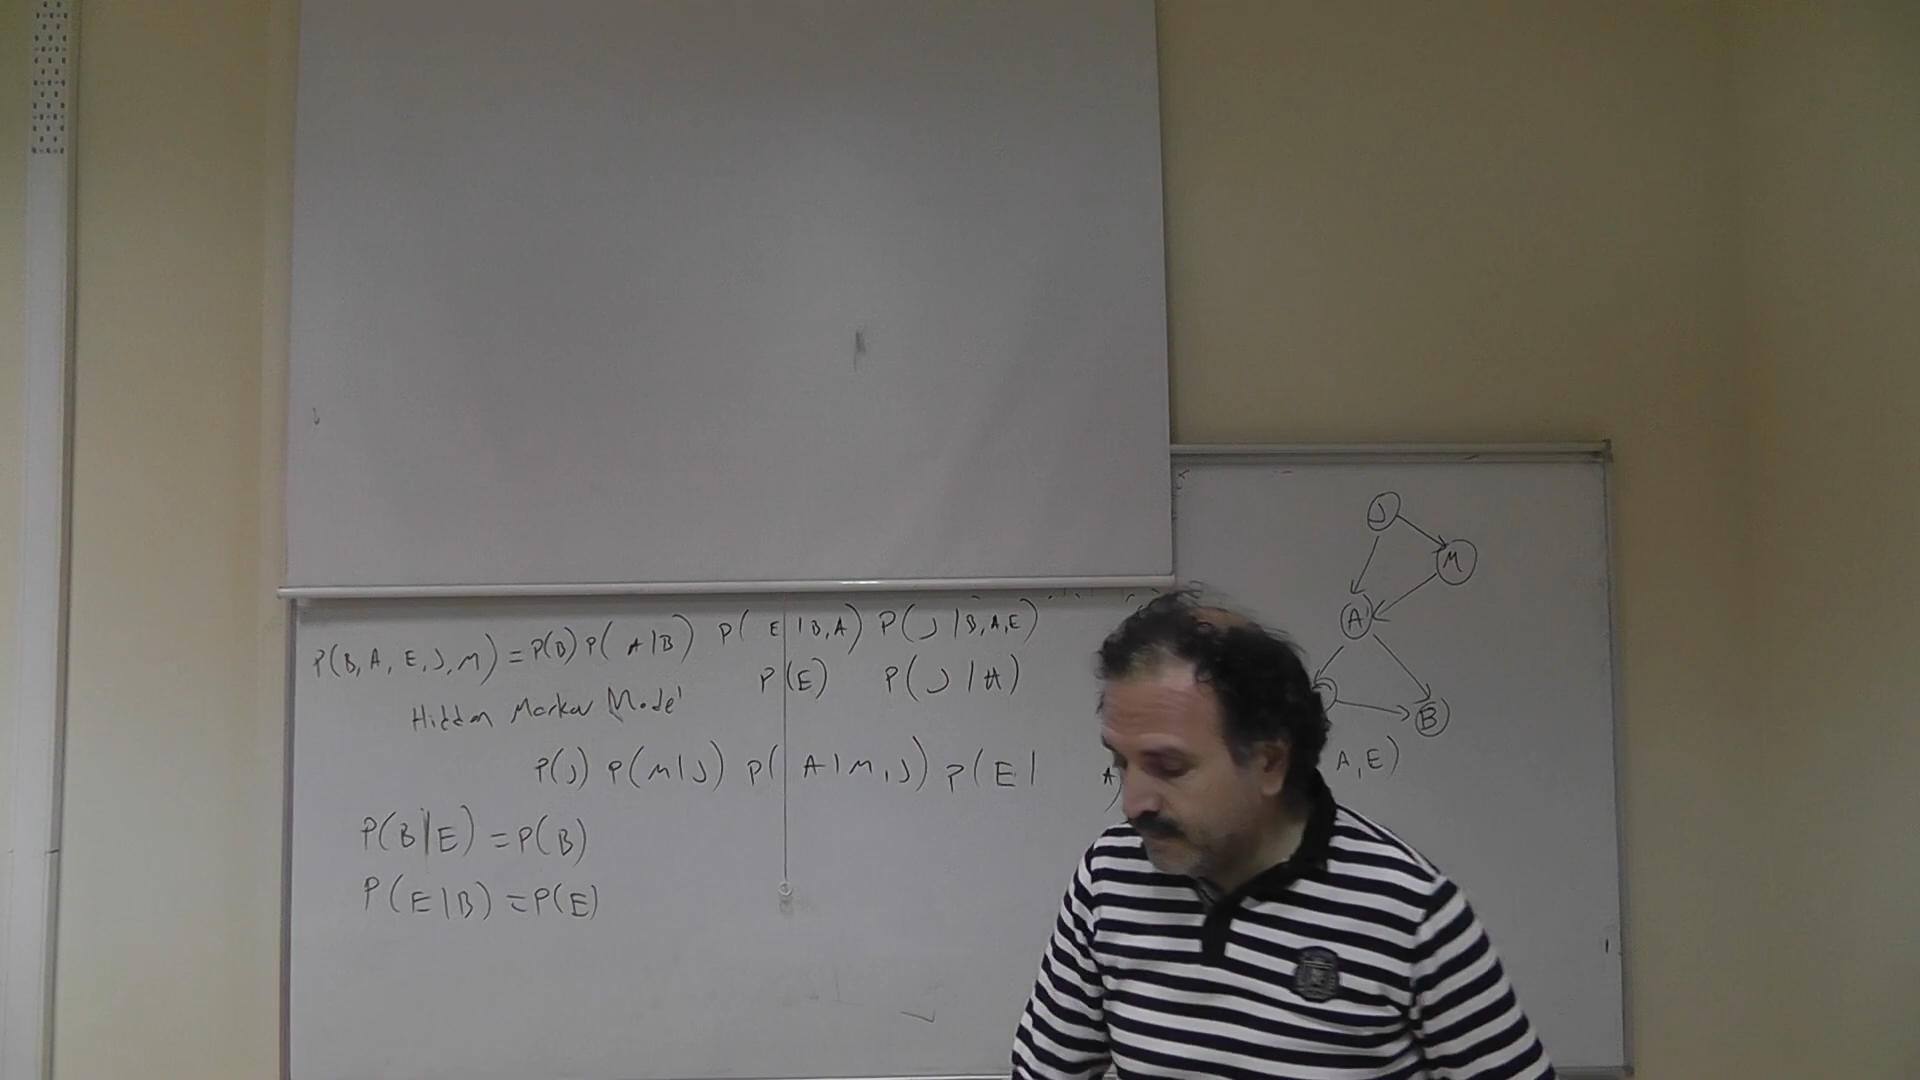 P(B, A, E, J, M) = P(B) P( A | B ) P( E | B, A ) P( J | B, A, E )
P(E) P( J | A )
Hidden Markov Model
P(J) P(M | J) P( A | M, J ) P( E | A) A, E)
P(B | E) = P(B)
P(E | B) = P(E)
J
M
A
B